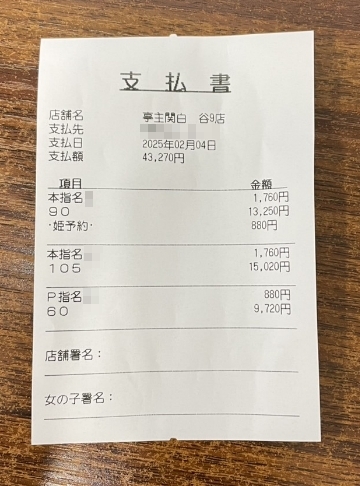 支払書
店舗名 亭主関白 谷9店
支払先
支払日 2025年02月04日
支払額 43,270円
項目 金額
本指名 1,760円
90 13,250円
・姫予約・ 880円
本指名 1,760円
105 15,020円
P指名 880円
60 9,720円
店舗署名：
女の子署名：